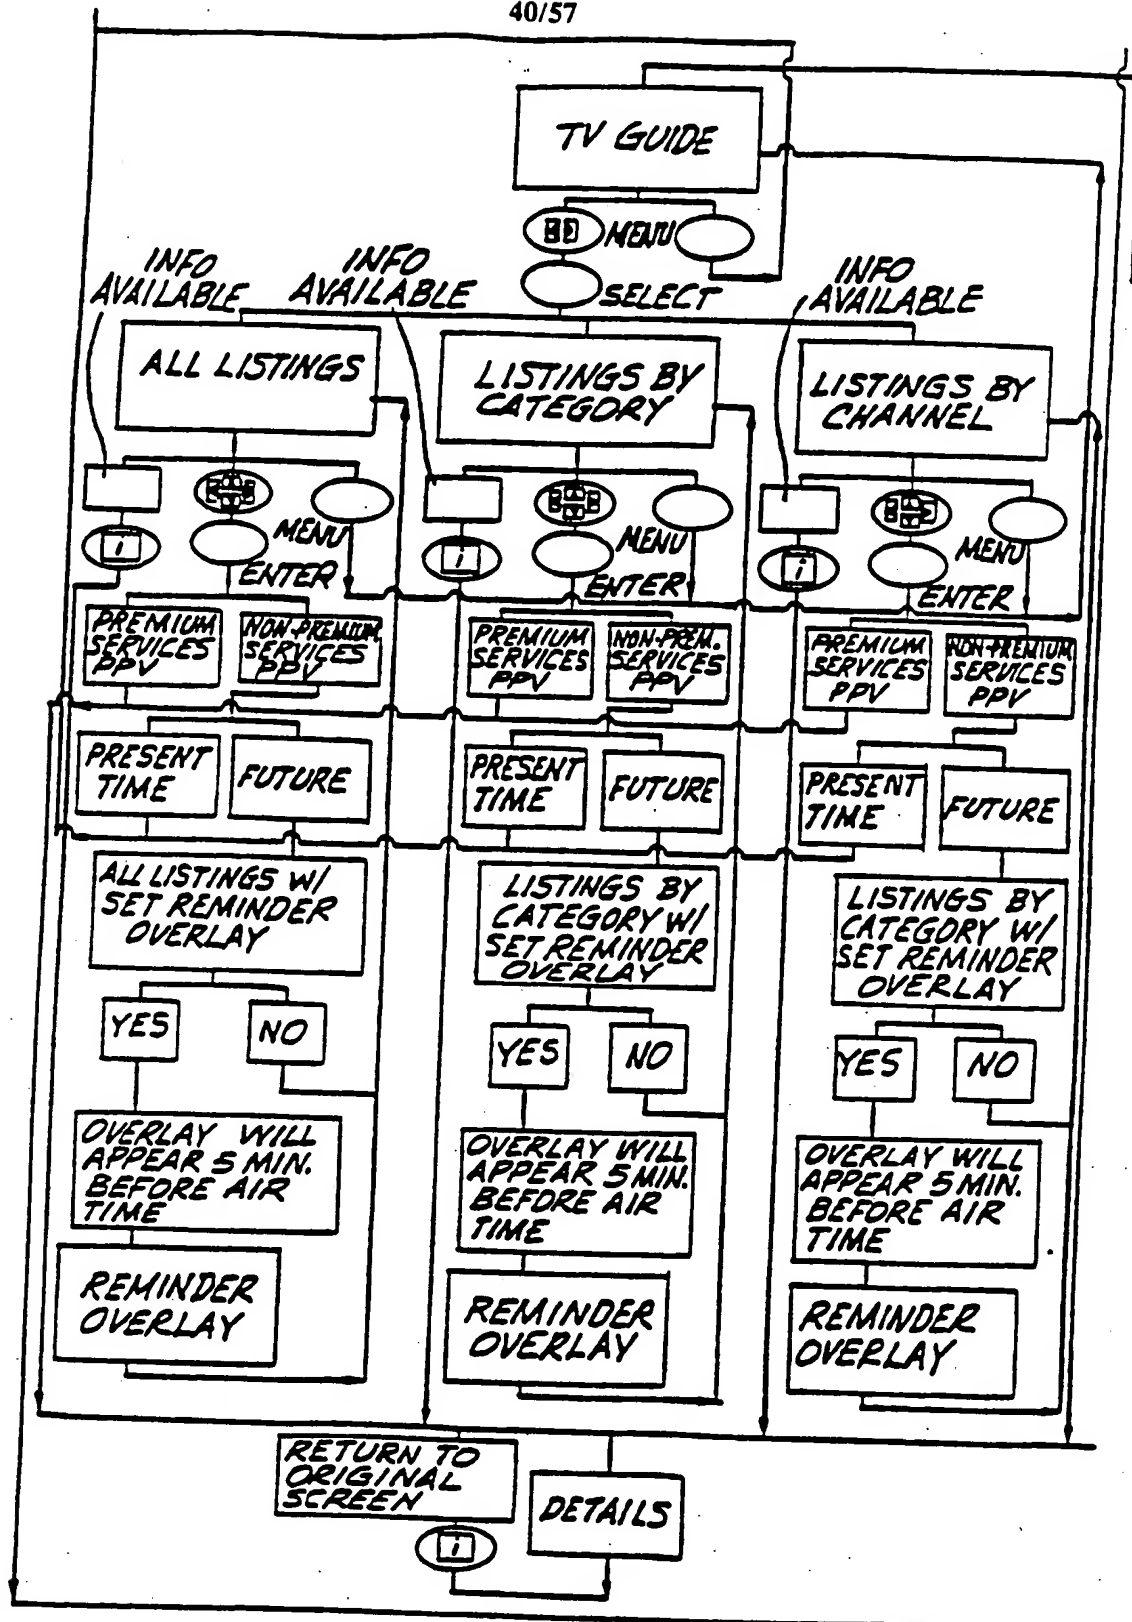 40/57
TV GUIDE
MENU
SELECT
INFO
AVAILABLE
INFO
AVAILABLE
INFO
AVAILABLE
ALL LISTINGS
LISTINGS BY
CATEGORY
LISTINGS BY
CHANNEL
i
MENU
ENTER
i
MENU
ENTER
i
MENU
ENTER
PREMIUM
SERVICES
PPV
NON-PREMIUM
SERVICES
PPV
PREMIUM
SERVICES
PPV
NON-PREM.
SERVICES
PPV
PREMIUM
SERVICES
PPV
NON-PREMIUM
SERVICES
PPV
PRESENT
TIME
FUTURE
PRESENT
TIME
FUTURE
PRESENT
TIME
FUTURE
ALL LISTINGS W/
SET REMINDER
OVERLAY
LISTINGS BY
CATEGORY W/
SET REMINDER
OVERLAY
LISTINGS BY
CATEGORY W/
SET REMINDER
OVERLAY
YES
NO
YES
NO
YES
NO
OVERLAY WILL
APPEAR 5 MIN.
BEFORE AIR
TIME
OVERLAY WILL
APPEAR 5 MIN.
BEFORE AIR
TIME
OVERLAY WILL
APPEAR 5 MIN.
BEFORE AIR
TIME
REMINDER
OVERLAY
REMINDER
OVERLAY
REMINDER
OVERLAY
RETURN TO
ORIGINAL
SCREEN
DETAILS
i